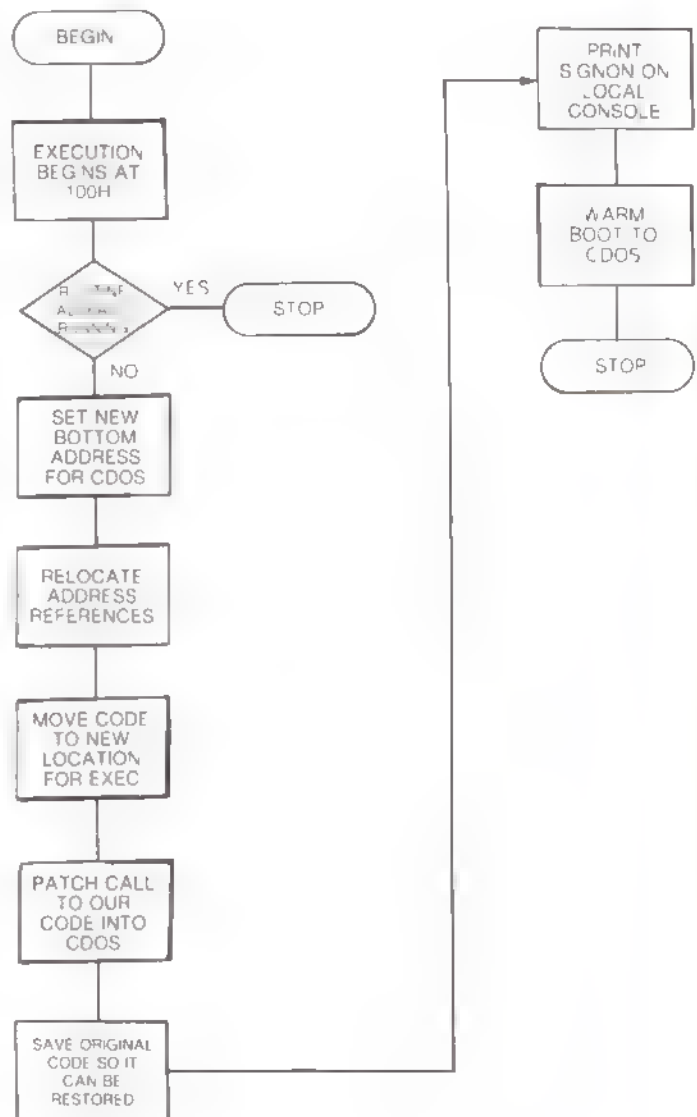 BEGIN
EXECUTION
BEGINS AT
100H
YES
STOP
NO
SET NEW
BOTTOM
ADDRESS
FOR CDOS
RELOCATE
ADDRESS
REFERENCES
MOVE CODE
TO NEW
LOCATION
FOR EXEC
PATCH CALL
TO OUR
CODE INTO
CDOS
SAVE ORIGINAL
CODE SO IT
CAN BE
RESTORED
PRINT
SIGNON ON
LOCAL
CONSOLE
WARM
BOOT TO
CDOS
STOP